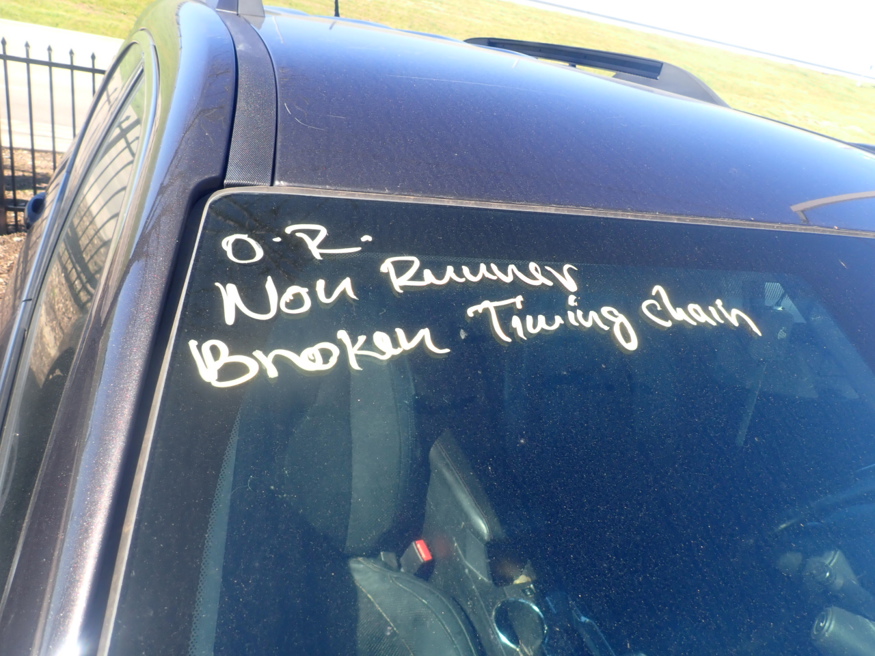 O.R.
Non Runner
Broken Timing chain